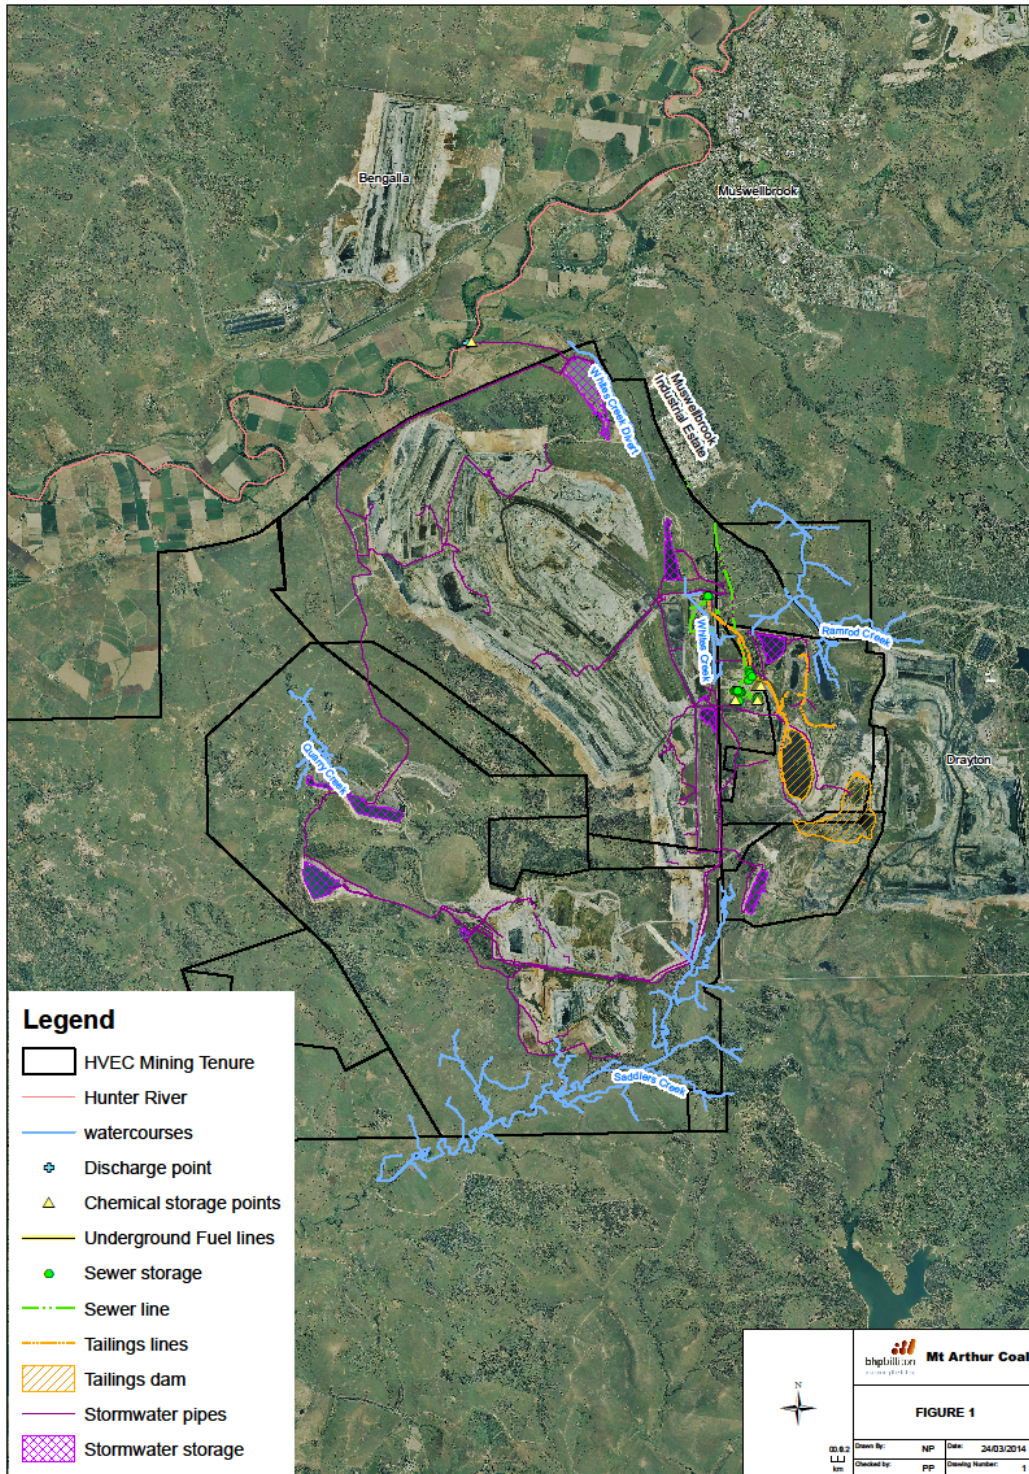 Bengalla
Muswellbrook
Muswellbrook
Industrial Estate
Whites Creek Divert
Ramrod Creek
Whites Creek
Quarry Creek
Drayton
Saddlers Creek
Legend
HVEC Mining Tenure
Hunter River
watercourses
Discharge point
Chemical storage points
Underground Fuel lines
Sewer storage
Sewer line
Tailings lines
Tailings dam
Stormwater pipes
Stormwater storage
N
km
bhpbilliton
Mt Arthur Coal
FIGURE 1
Drawn By: NP Date: 24/03/2014
Checked by: PP Drawing Number: 1